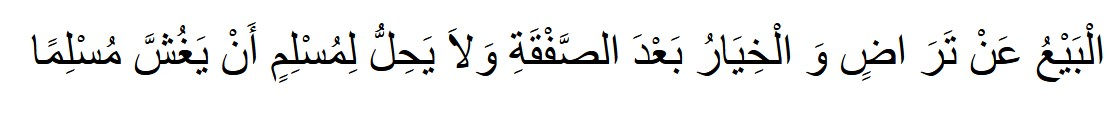 الْبَيْعُ عَنْ تَرَ اضٍ وَ الْخِيَارُ بَعْدَ الصَّفْقَةِ وَلاَ يَحِلُّ لِمُسْلِمٍ أَنْ يَغُشَّ مُسْلِمًا